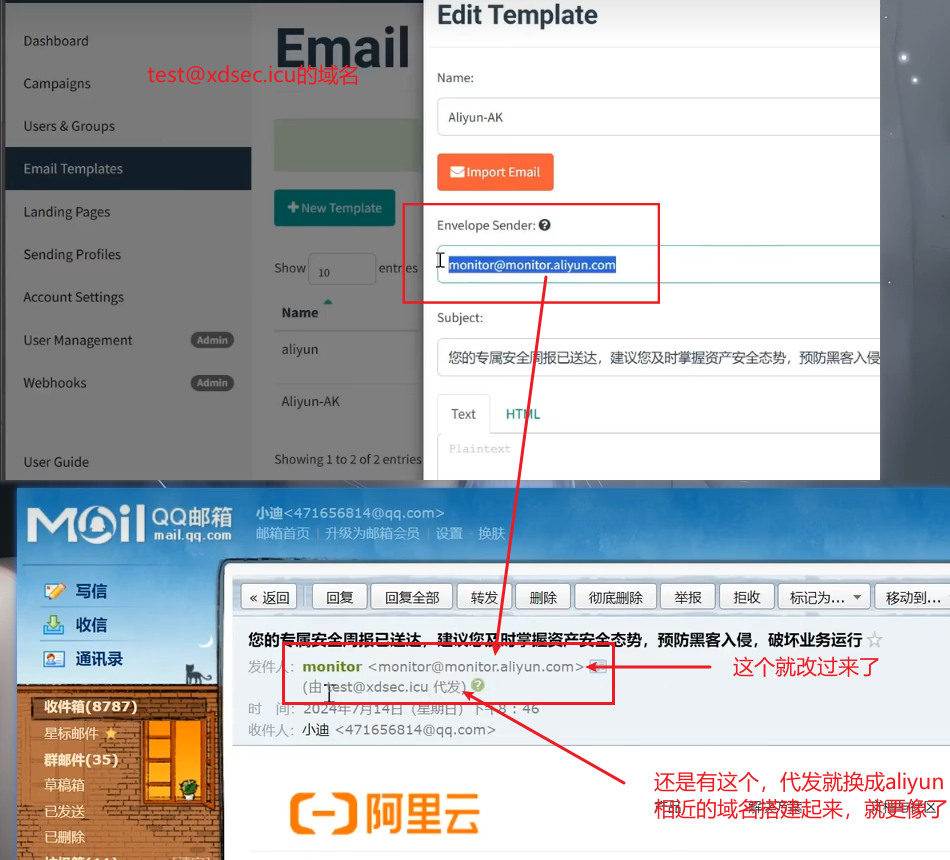 Edit Template
Dashboard
Email
test@xdsec.icu的域名
Campaigns
Name:
Aliyun-AK
Users & Groups
Email Templates
Import Email
Landing Pages
New Template
Envelope Sender:
Sending Profiles
Show 10 entries
monitor@monitor.aliyun.com
Account Settings
Name
Subject:
User Management Admin
aliyun
您的专属安全周报已送达，建议您及时掌握资产安全态势，预防黑客入侵
Webhooks Admin
Aliyun-AK
Text HTML
Plaintext
User Guide
Showing 1 to 2 of 2 entries
MOil QQ邮箱
mail.qq.com
小迪<471656814@qq.com>
邮箱首页 | 升级为邮箱会员 | 设置 - 换肤
写信
« 返回 回复 回复全部 转发 删除 彻底删除 举报 拒收 标记为... 移动到...
收信
您的专属安全周报已送达，建议您及时掌握资产安全态势，预防黑客入侵，破坏业务运行
通讯录
发件人：monitor <monitor@monitor.aliyun.com>
这个就改过来了
(由 test@xdsec.icu 代发)
收件箱(8787)
时 间：2024年7月14日（星期日）下午8：46
星标邮件
收件人：小迪 <471656814@qq.com>
群邮件(35)
草稿箱
还是有这个，代发就换成aliyun
已发送
相近的域名搭建起来，就更像了
阿里云
已删除